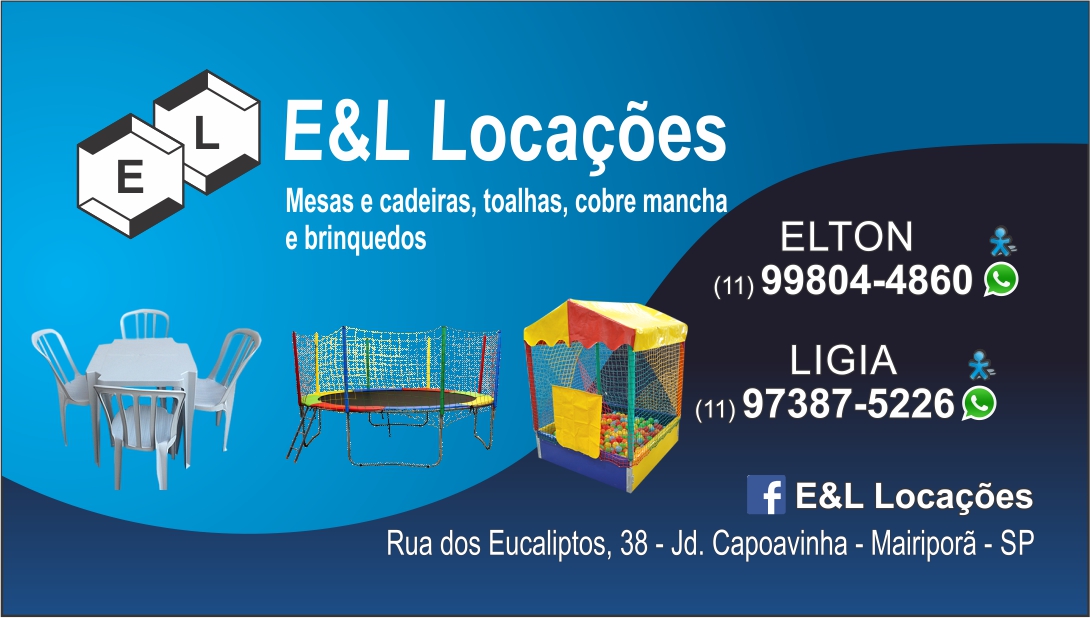 E
L
E&L Locações
Mesas e cadeiras, toalhas, cobre mancha
e brinquedos
ELTON
(11) 99804-4860
LIGIA
(11) 97387-5226
f E&L Locações
Rua dos Eucaliptos, 38 - Jd. Capoavinha - Mairiporã - SP